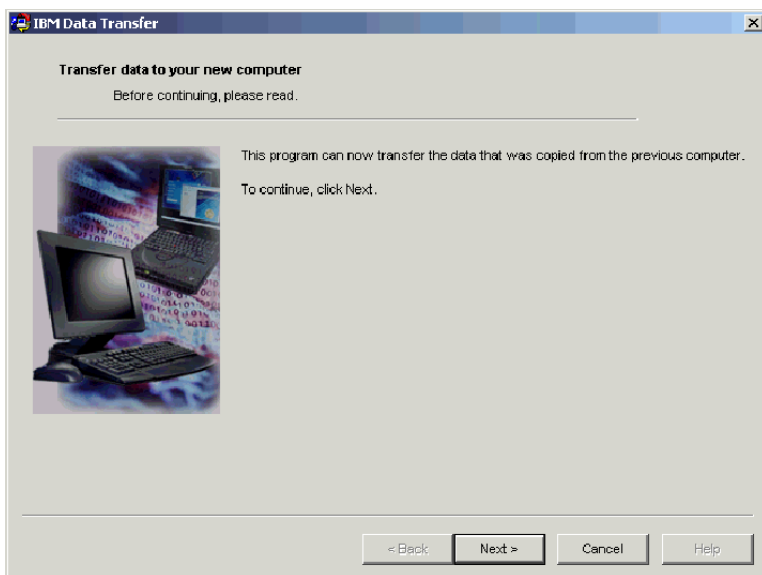 IBM Data Transfer
Transfer data to your new computer
Before continuing, please read.
This program can now transfer the data that was copied from the previous computer.
To continue, click Next.
< Back
Next >
Cancel
Help